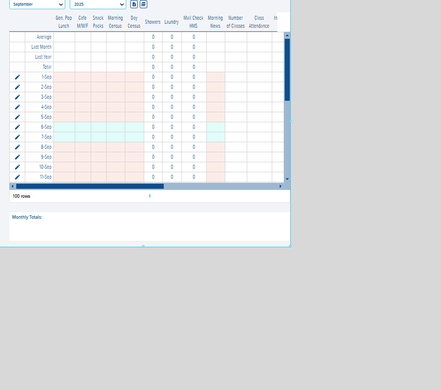 September 2025
Gen. Pop Lunch Cafe M/W/F Snack Packs Morning Census Day Census Showers Laundry Mail Check HMIS Morning News Number of Classes Class Attendance
Average 0 0 0
Last Month 0 0 0
Last Year 0 0 0
Total 0 0 0
1-Sep 0 0 0
2-Sep 0 0 0
3-Sep 0 0 0
4-Sep 0 0 0
5-Sep 0 0 0
6-Sep 0 0 0
7-Sep 0 0 0
8-Sep 0 0 0
9-Sep 0 0 0
10-Sep 0 0 0
11-Sep 0 0 0
100 rows 1
Monthly Totals: